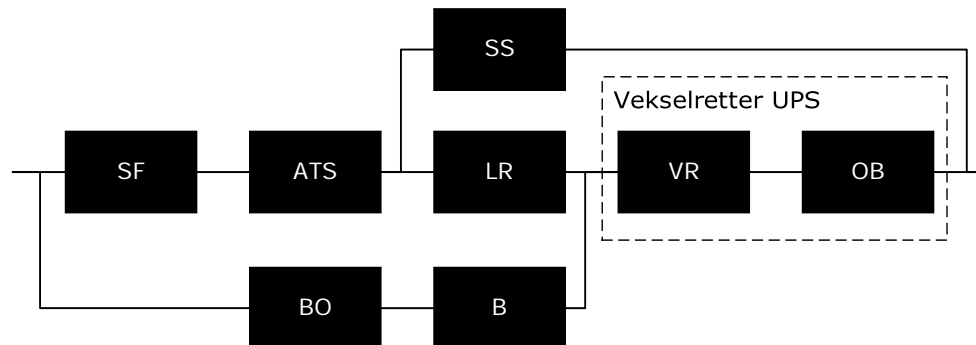 SS
Vekselretter UPS
SF
ATS
LR
VR
OB
BO
B